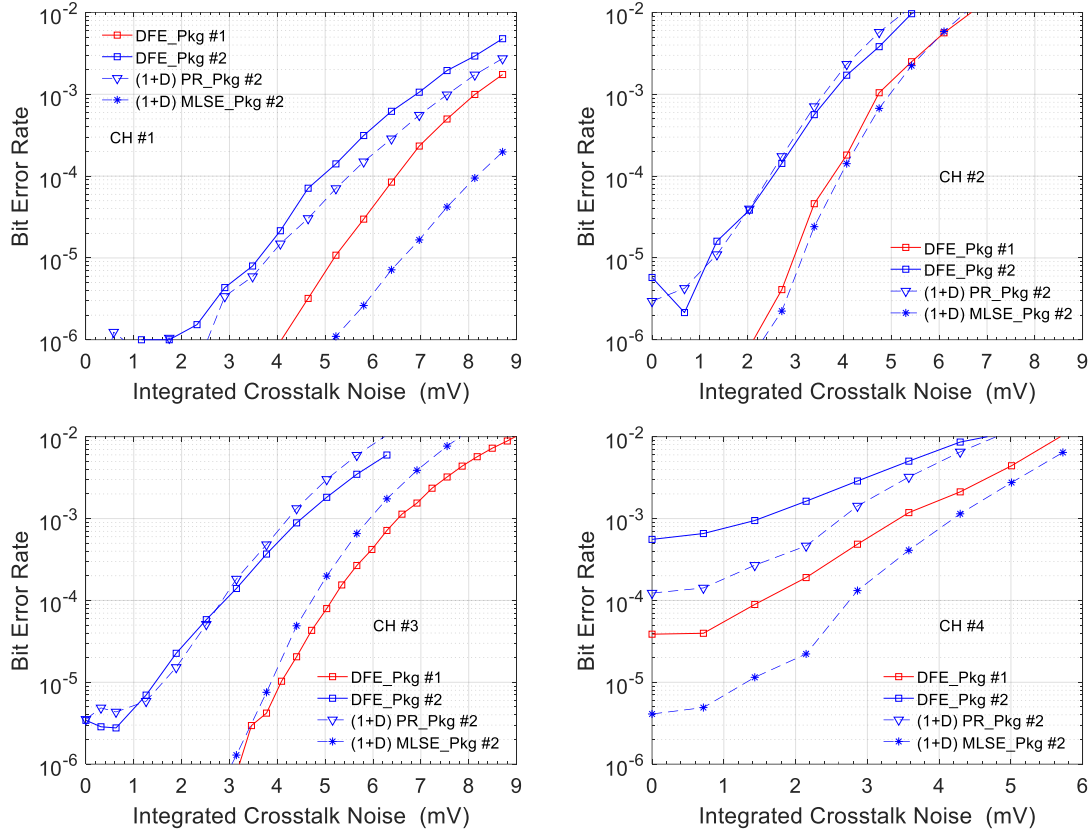 10-2
10-3
10-4
10-5
10-6
Bit Error Rate
DFE_Pkg #1
DFE_Pkg #2
(1+D) PR_Pkg #2
(1+D) MLSE_Pkg #2
CH #1
0 1 2 3 4 5 6 7 8 9
Integrated Crosstalk Noise (mV)
10-2
10-3
10-4
10-5
10-6
Bit Error Rate
CH #2
DFE_Pkg #1
DFE_Pkg #2
(1+D) PR_Pkg #2
(1+D) MLSE_Pkg #2
0 1 2 3 4 5 6 7 8 9
Integrated Crosstalk Noise (mV)
10-2
10-3
10-4
10-5
10-6
Bit Error Rate
CH #3
DFE_Pkg #1
DFE_Pkg #2
(1+D) PR_Pkg #2
(1+D) MLSE_Pkg #2
0 1 2 3 4 5 6 7 8 9
Integrated Crosstalk Noise (mV)
10-2
10-3
10-4
10-5
10-6
Bit Error Rate
CH #4
DFE_Pkg #1
DFE_Pkg #2
(1+D) PR_Pkg #2
(1+D) MLSE_Pkg #2
0 1 2 3 4 5 6
Integrated Crosstalk Noise (mV)